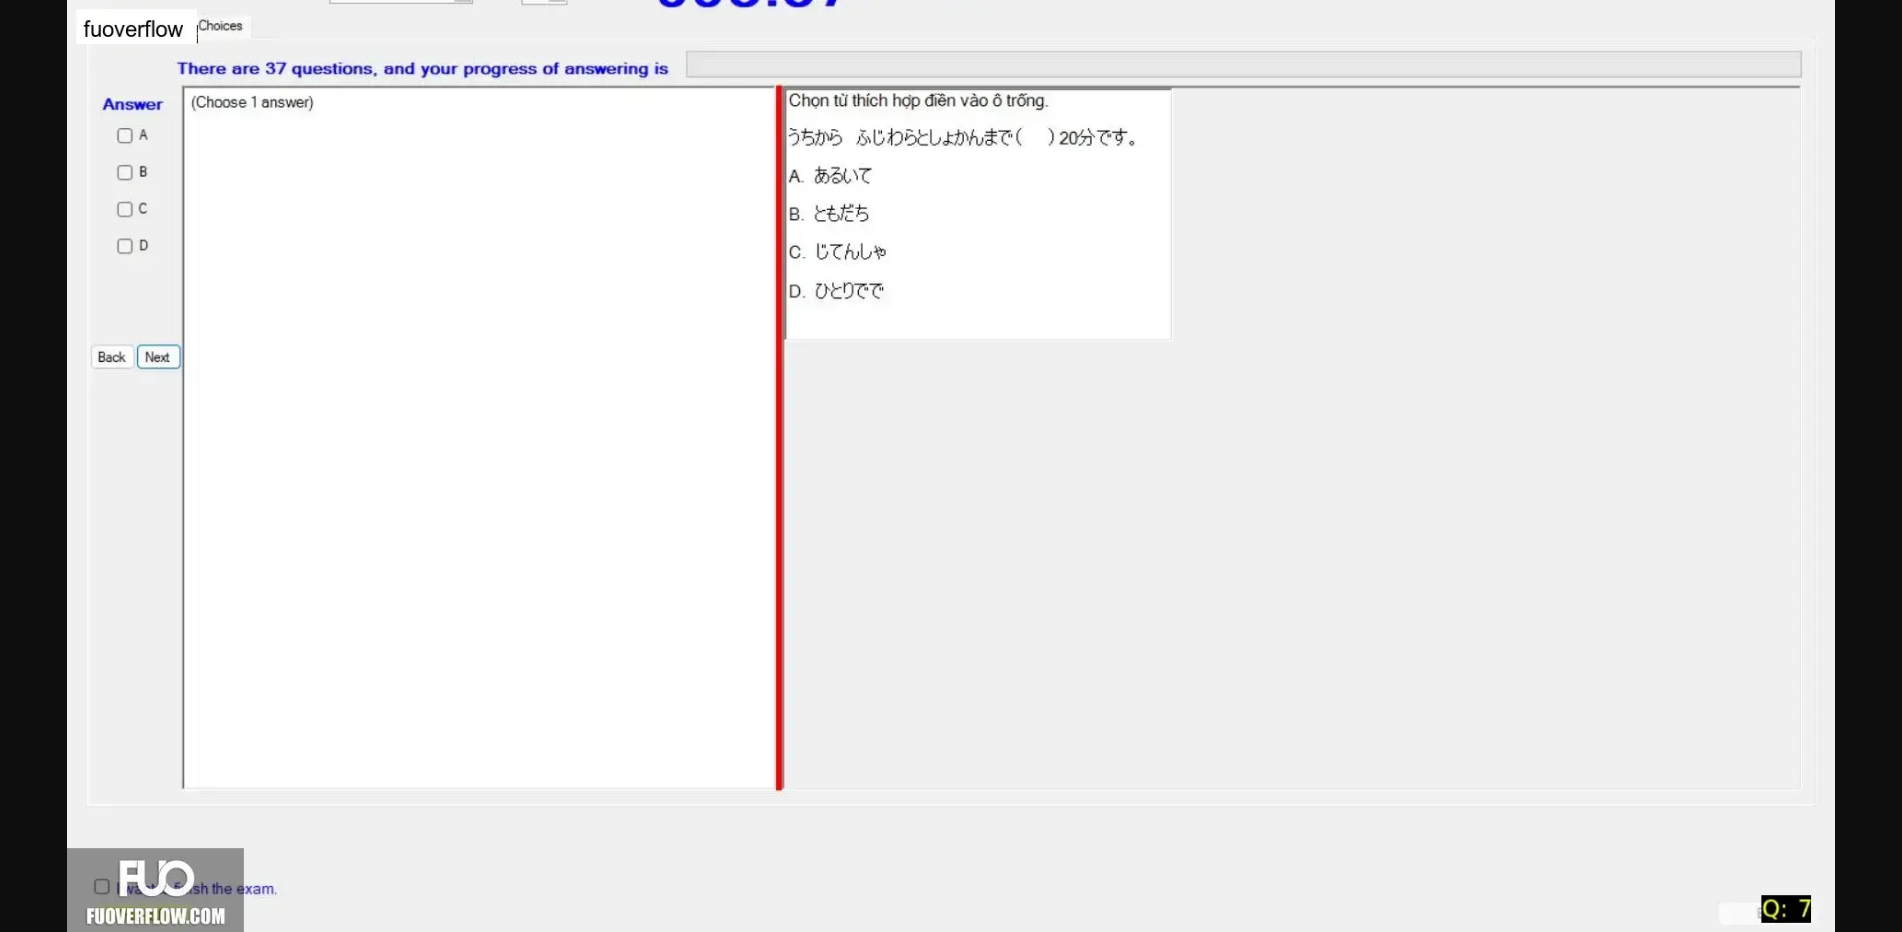 fuoverflow
Choices
There are 37 questions, and your progress of answering is
Answer
(Choose 1 answer)
A
B
C
D
Back
Next
Chọn từ thích hợp điền vào ô trống.
うちから ふじわらとしょかんまで( )20分です。
A. あるいて
B. ともだち
C. じてんしゃ
D. ひとりでで
finish the exam.
FUO
FUOVERFLOW.COM
Q: 7